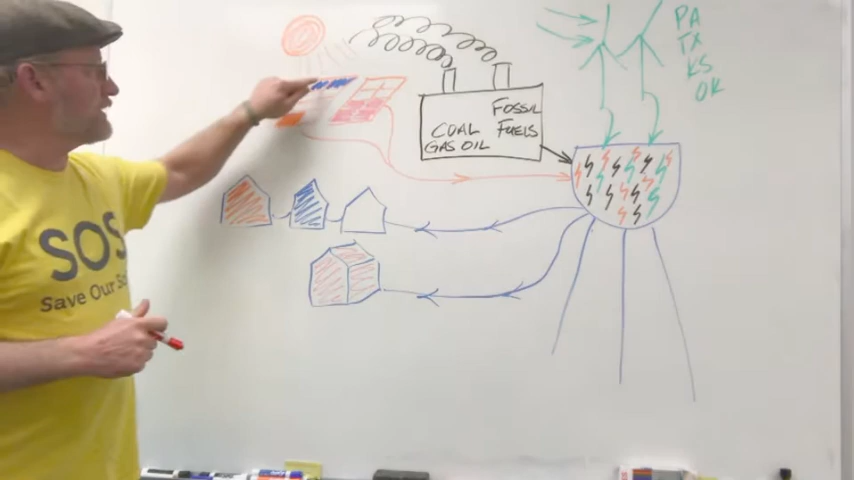 PA
TX
KS
OK
FOSSIL
COAL FUELS
GAS OIL
SOS
Save Our